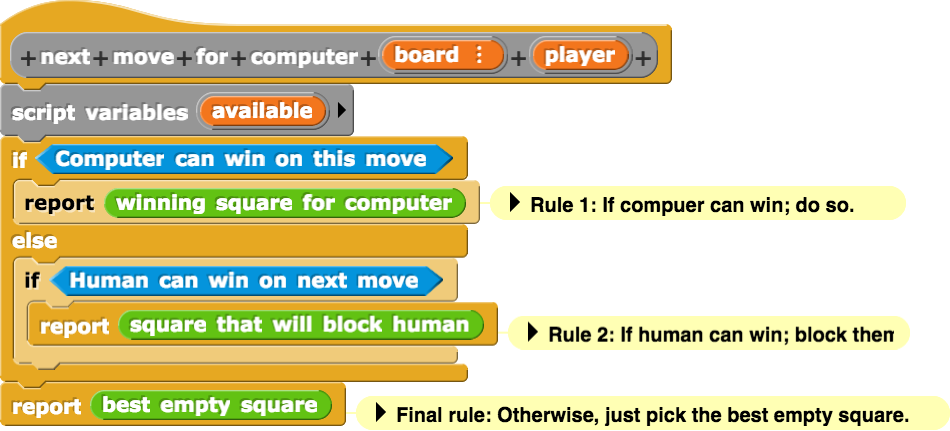 + next + move + for + computer + board ⋮ + player +
script variables available
if Computer can win on this move
report winning square for computer Rule 1: If compuer can win; do so.
else
if Human can win on next move
report square that will block human Rule 2: If human can win; block them
report best empty square Final rule: Otherwise, just pick the best empty square.